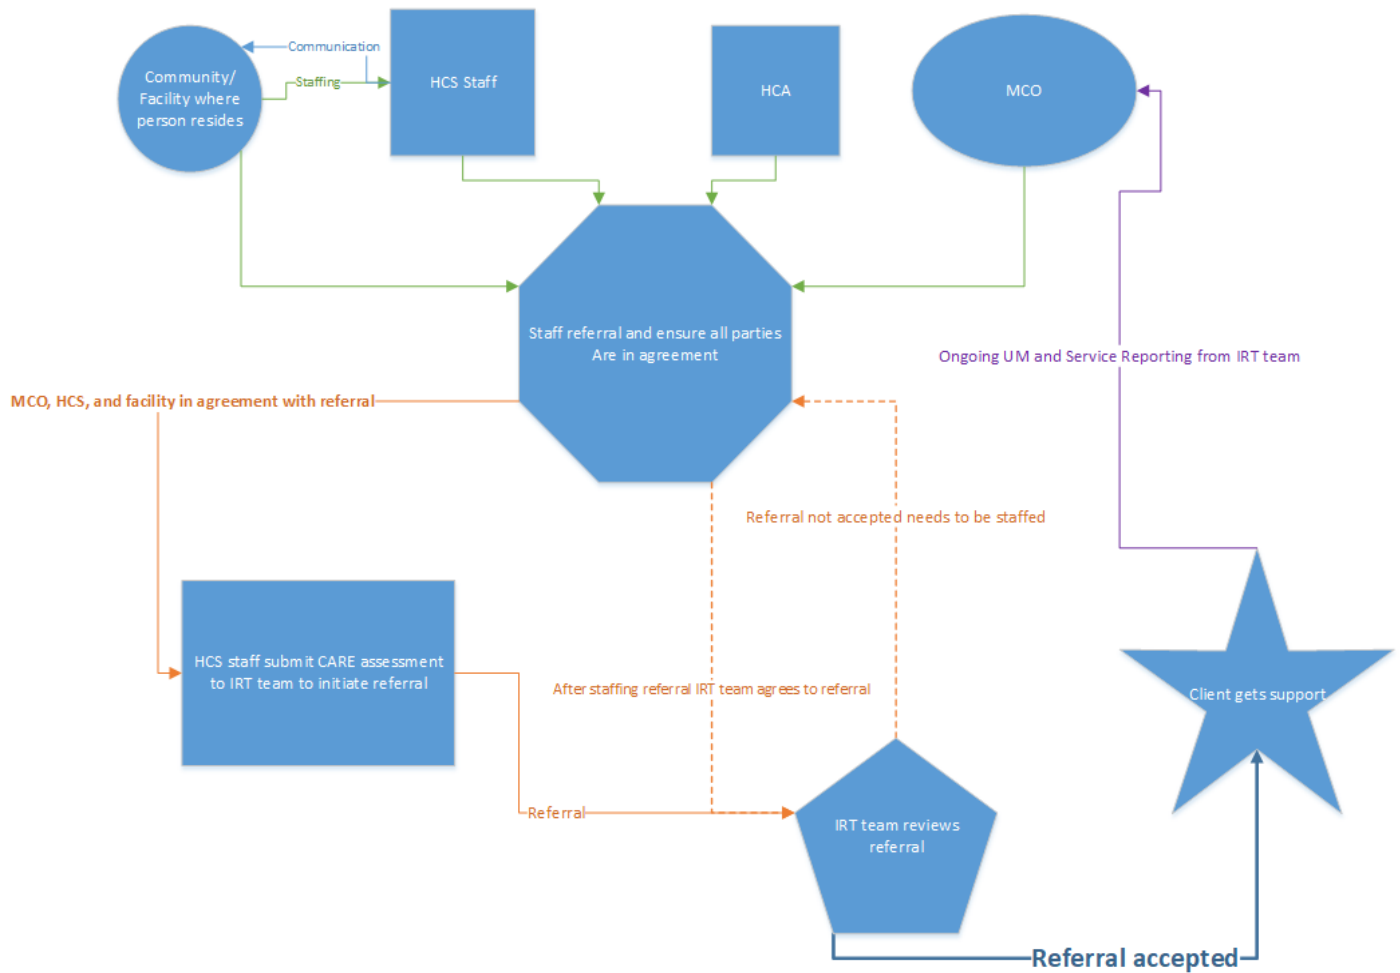 Communication
Community/
Facility where
person resides
Staffing
HCS Staff
HCA
MCO
Staff referral and ensure all parties
Are in agreement
Ongoing UM and Service Reporting from IRT team
MCO, HCS, and facility in agreement with referral
Referral not accepted needs to be staffed
HCS staff submit CARE assessment
to IRT team to initiate referral
After staffing referral IRT team agrees to referral
Client gets support
Referral
IRT team reviews
referral
Referral accepted